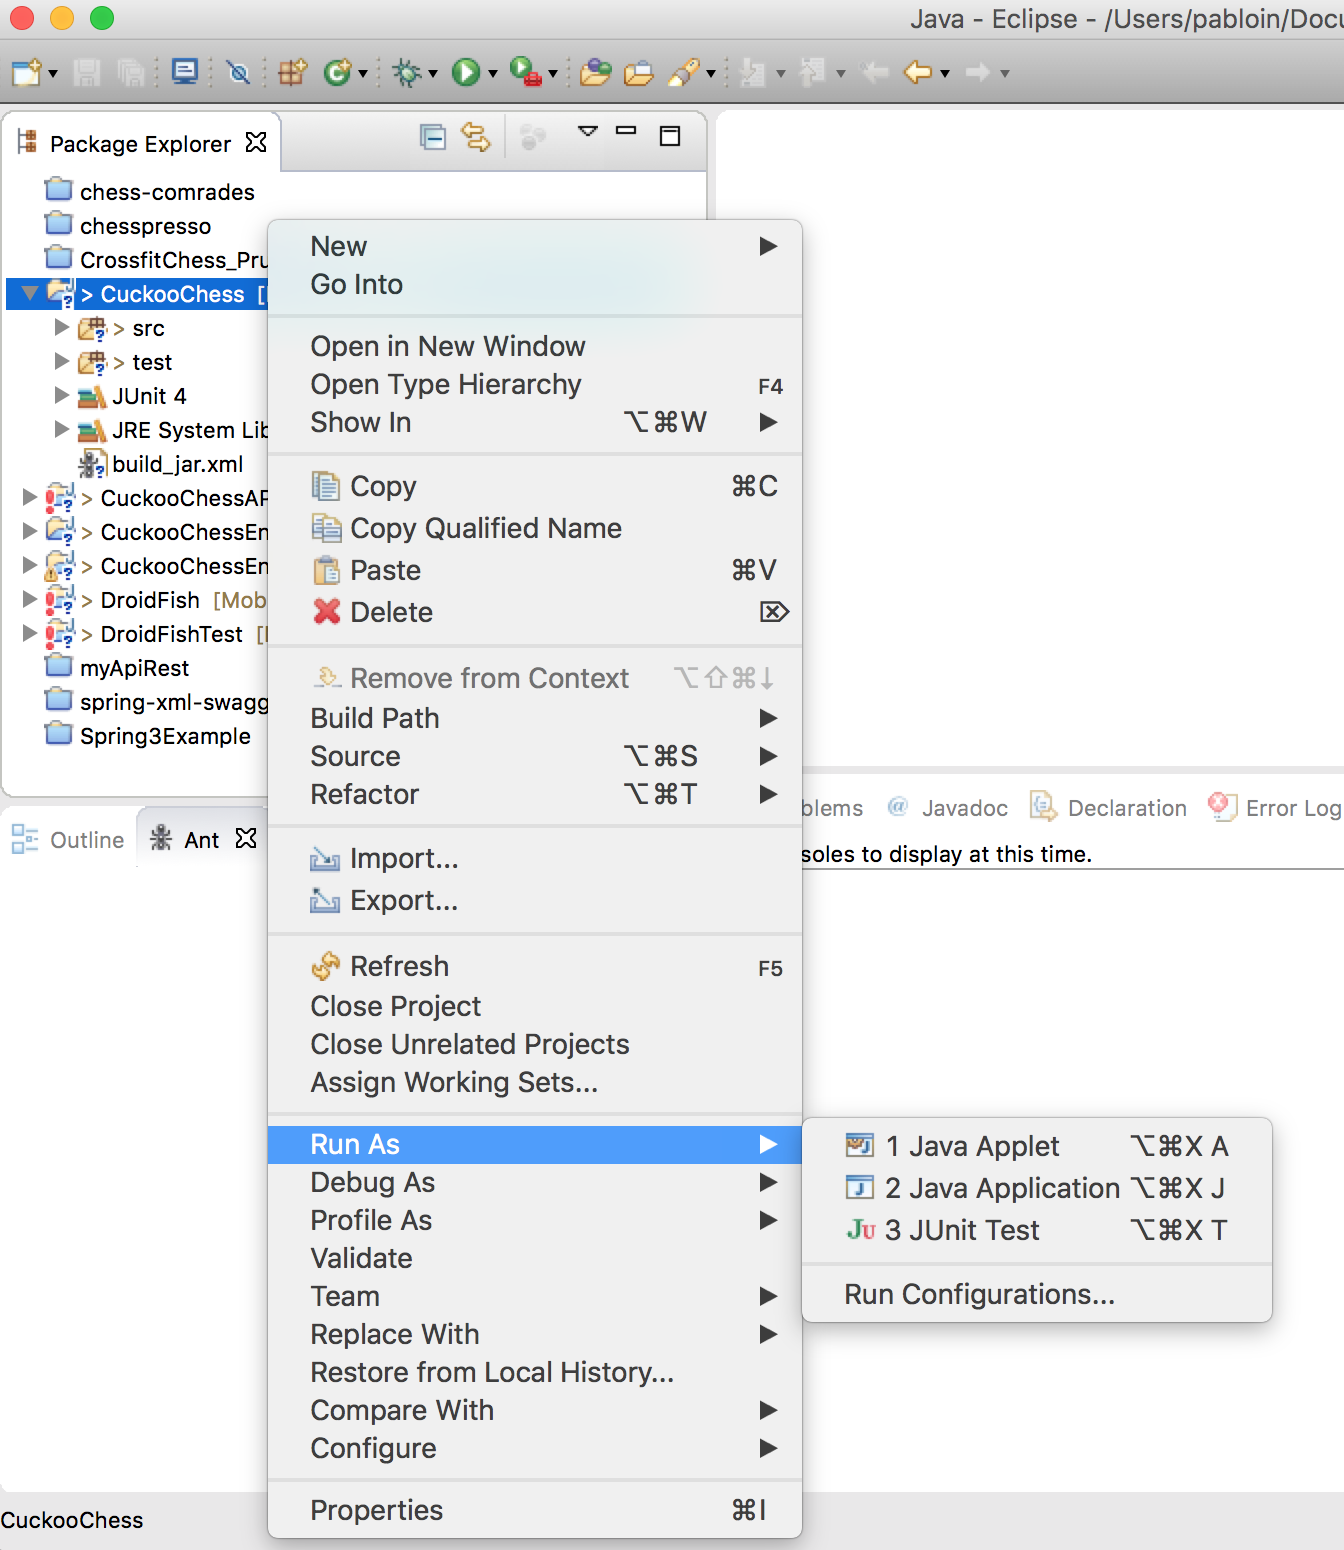 Java - Eclipse - /Users/pabloin/Docu
Package Explorer
chess-comrades
chesspresso
CrossfitChess_Pru
> CuckooChess [
> src
> test
JUnit 4
JRE System Lib
build_jar.xml
> CuckooChessAP
> CuckooChessEn
> CuckooChessEn
> DroidFish [Mob
> DroidFishTest [
myApiRest
spring-xml-swagg
Spring3Example
Outline
Ant
New
Go Into
Open in New Window
Open Type Hierarchy F4
Show In ⌥⌘W
Copy ⌘C
Copy Qualified Name
Paste ⌘V
Delete ⌦
Remove from Context ⌥⇧⌘↓
Build Path
Source ⌥⌘S
Refactor ⌥⌘T
Import...
Export...
Refresh F5
Close Project
Close Unrelated Projects
Assign Working Sets...
Run As
Debug As
Profile As
Validate
Team
Replace With
Restore from Local History...
Compare With
Configure
Properties ⌘I
1 Java Applet ⌥⌘X A
2 Java Application ⌥⌘X J
3 JUnit Test ⌥⌘X T
Run Configurations...
blems @ Javadoc Declaration Error Log
soles to display at this time.
CuckooChess